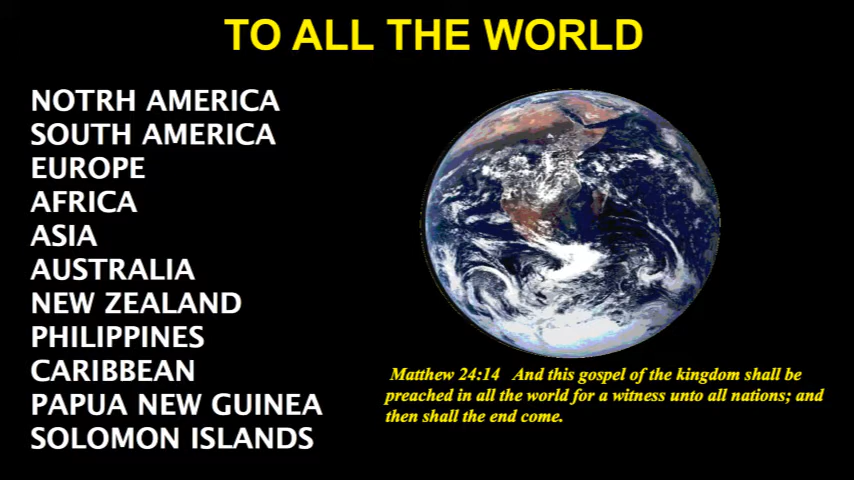 TO ALL THE WORLD
NOTRH AMERICA
SOUTH AMERICA
EUROPE
AFRICA
ASIA
AUSTRALIA
NEW ZEALAND
PHILIPPINES
CARIBBEAN
PAPUA NEW GUINEA
SOLOMON ISLANDS
Matthew 24:14 And this gospel of the kingdom shall be
preached in all the world for a witness unto all nations; and
then shall the end come.